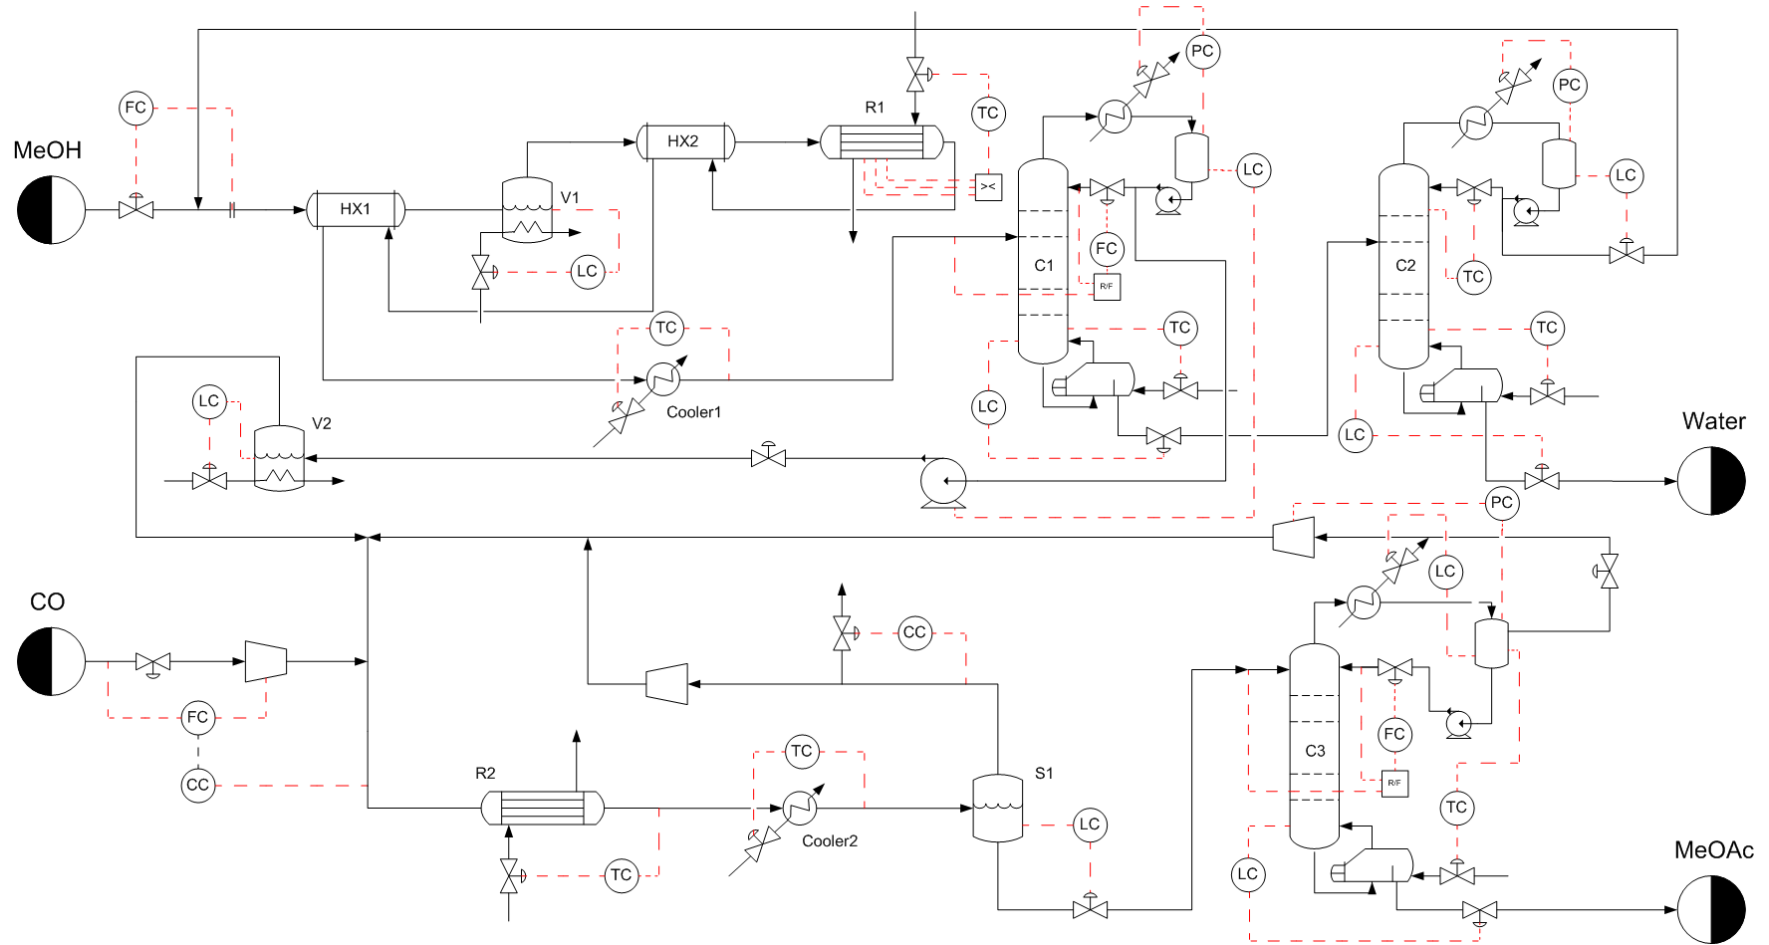 PC
PC
FC
R1
TC
MeOH
HX2
HX1
V1
><
LC
LC
FC
C1
C2
LC
TC
R/F
TC
TC
TC
Cooler1
LC
V2
LC
LC
Water
PC
CO
LC
CC
FC
C3
FC
R2
TC
S1
CC
R/F
TC
LC
Cooler2
MeOAc
TC
LC